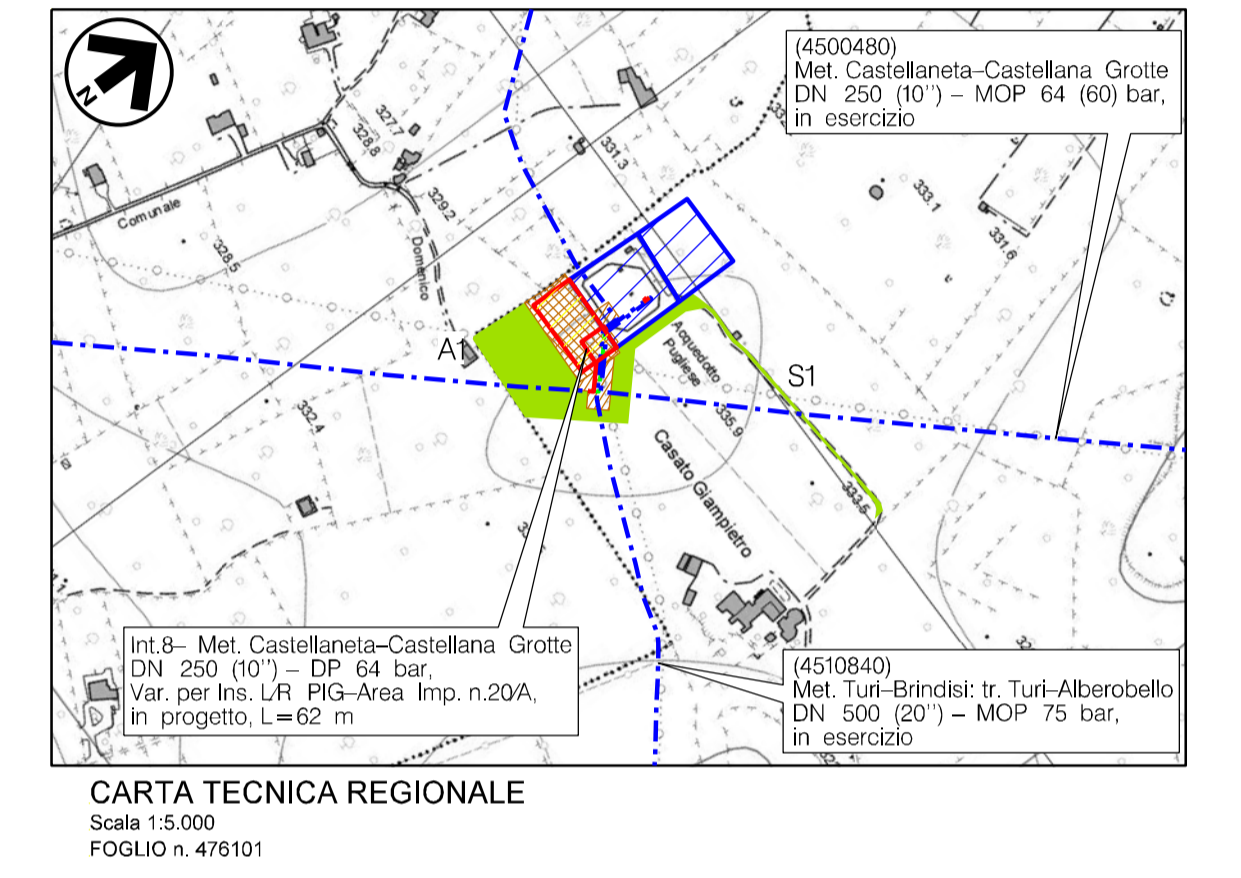 N
(4500480)
Met. Castellaneta–Castellana Grotte
DN 250 (10'') – MOP 64 (60) bar,
in esercizio
327.7
328.8
331.3
333.1
331.6
329.2
Comunale
328.5
Domenico
A1
Acquedotto
Pugliese
S1
335.9
332.4
Casato Giampietro
333.5
Int.8– Met. Castellaneta–Castellana Grotte
DN 250 (10'') – DP 64 bar,
Var. per Ins. L/R PIG–Area Imp. n.20/A,
in progetto, L=62 m
(4510840)
Met. Turi–Brindisi: tr. Turi–Alberobello
DN 500 (20'') – MOP 75 bar,
in esercizio
CARTA TECNICA REGIONALE
Scala 1:5.000
FOGLIO n. 476101